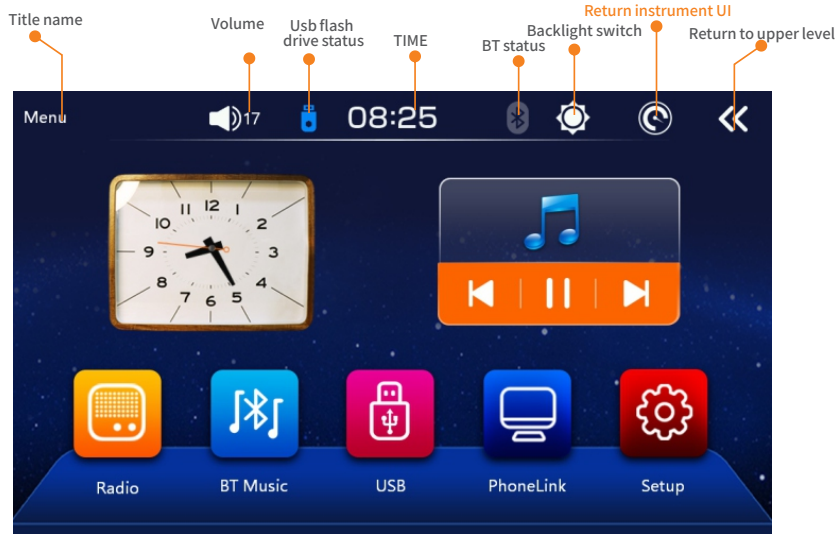 Title name
Volume
Usb flash
drive status
TIME
BT status
Backlight switch
Return instrument UI
Return to upper level
Menu
17
08:25
12
11
1
10
2
9
3
8
4
7
6
5
Radio
BT Music
USB
PhoneLink
Setup